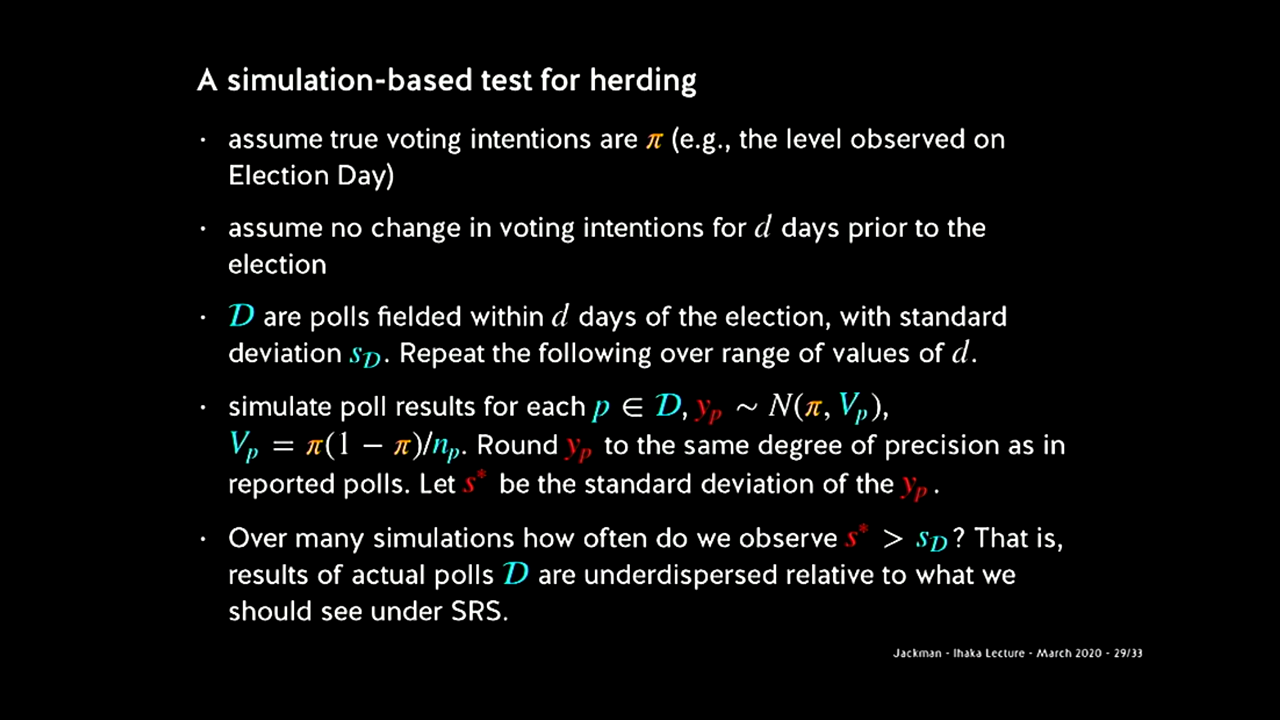 A simulation-based test for herding
· assume true voting intentions are π (e.g., the level observed on
Election Day)
· assume no change in voting intentions for d days prior to the
election
· 𝒟 are polls fielded within d days of the election, with standard
deviation s_𝒟. Repeat the following over range of values of d.
· simulate poll results for each p ∈ 𝒟, y_p ~ N(π, V_p),
V_p = π(1 − π)/n_p. Round y_p to the same degree of precision as in
reported polls. Let s* be the standard deviation of the y_p.
· Over many simulations how often do we observe s* > s_𝒟? That is,
results of actual polls 𝒟 are underdispersed relative to what we
should see under SRS.
Jackman - Ihaka Lecture - March 2020 - 29/33